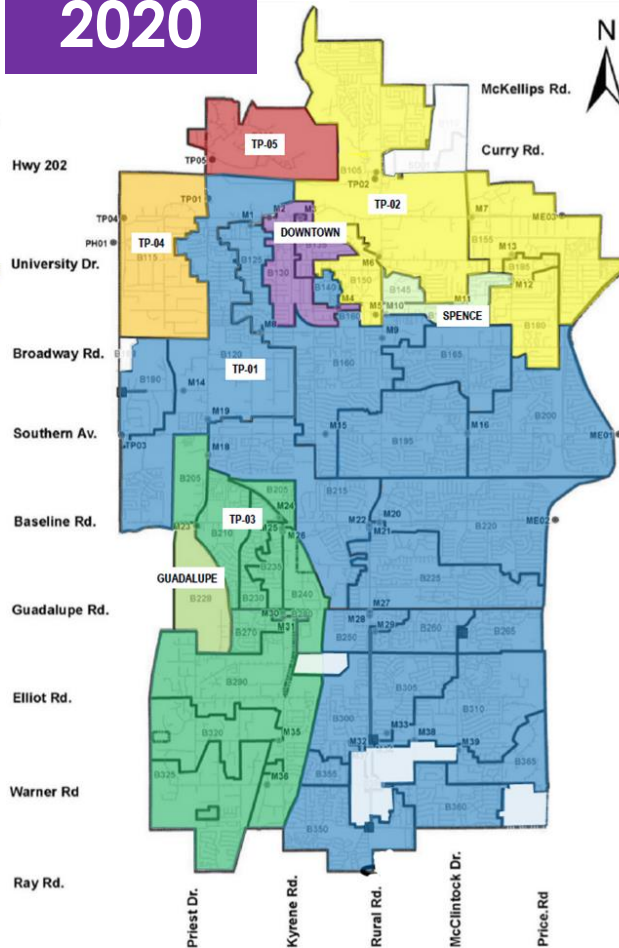 2020
N
McKellips Rd.
TP-05
Curry Rd.
Hwy 202
TP05
B105
TP02
TP01
TP-02
TP04
M1
M2
M3
M7
ME03
DOWNTOWN
PH01
TP-04
B115
B125
B155
M13
University Dr.
M6
B130
B150
B185
B140
B145
M12
M4
M5
M10
M11
SPENCE
B180
M9
Broadway Rd.
B120
B160
B165
TP-01
B190
M14
M19
B200
Southern Av.
M15
M16
ME01
TP03
B195
M18
B205
B205
B215
M24
Baseline Rd.
TP-03
M20
M22
M21
B220
ME02
M23
B210
M25
M26
B235
GUADALUPE
B225
B228
B230
B240
Guadalupe Rd.
M30
M27
M28
M29
M31
B270
B250
B260
B265
B290
Elliot Rd.
B305
B310
B300
B320
M35
M33
M38
M32
M39
B325
M36
B355
B365
Warner Rd
B360
B350
Ray Rd.
Priest Dr.
Kyrene Rd.
Rural Rd.
McClintock Dr.
Price.Rd